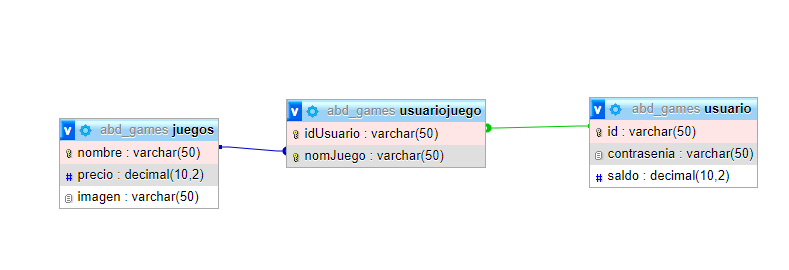 abd_games juegos
nombre : varchar(50)
precio : decimal(10,2)
imagen : varchar(50)
abd_games usuariojuego
idUsuario : varchar(50)
nomJuego : varchar(50)
abd_games usuario
id : varchar(50)
contrasenia : varchar(50)
saldo : decimal(10,2)